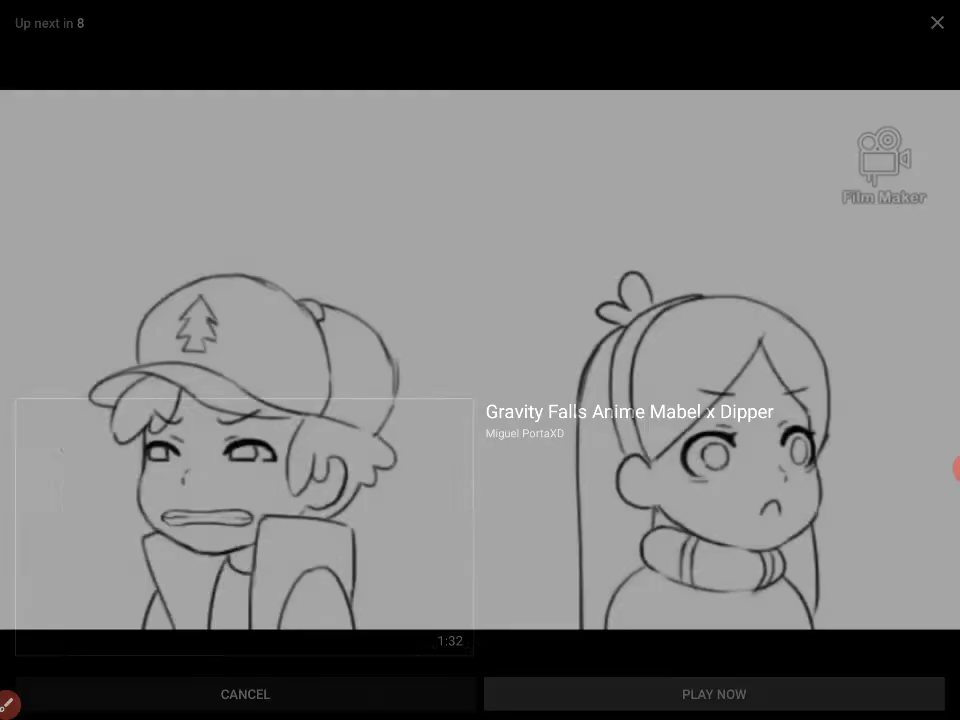 Up next in 8
Film Maker
Gravity Falls Anime Mabel x Dipper
Miguel PortaXD
1:32
CANCEL
PLAY NOW